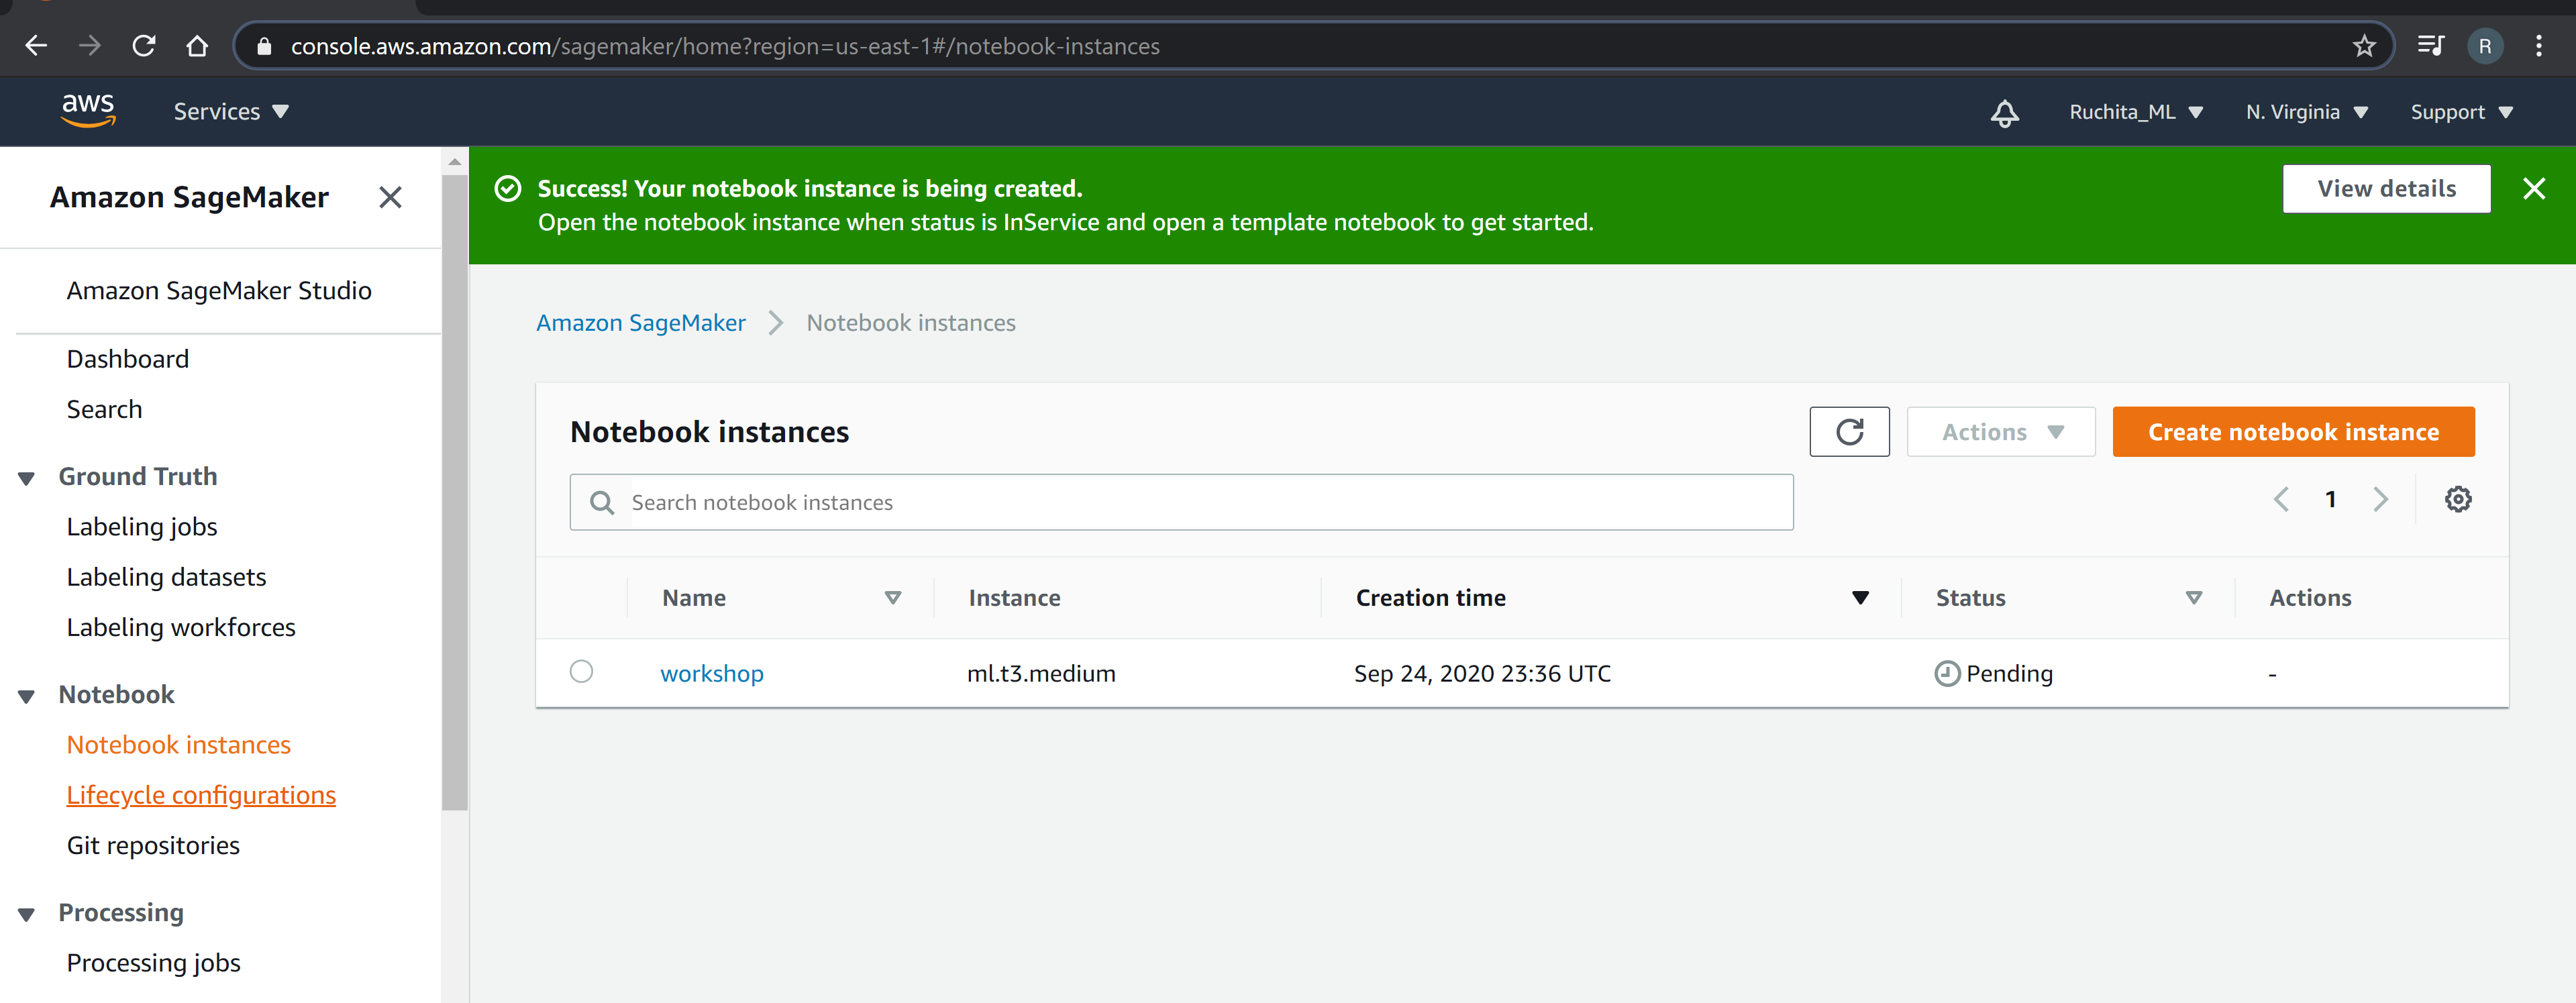 console.aws.amazon.com/sagemaker/home?region=us-east-1#/notebook-instances
R
aws
Services
Ruchita_ML
N. Virginia
Support
Amazon SageMaker
Success! Your notebook instance is being created.
Open the notebook instance when status is InService and open a template notebook to get started.
View details
Amazon SageMaker Studio
Dashboard
Search
Ground Truth
Labeling jobs
Labeling datasets
Labeling workforces
Notebook
Notebook instances
Lifecycle configurations
Git repositories
Processing
Processing jobs
Amazon SageMaker
Notebook instances
Notebook instances
Actions
Create notebook instance
Search notebook instances
1
Name Instance Creation time Status Actions
workshop ml.t3.medium Sep 24, 2020 23:36 UTC Pending -